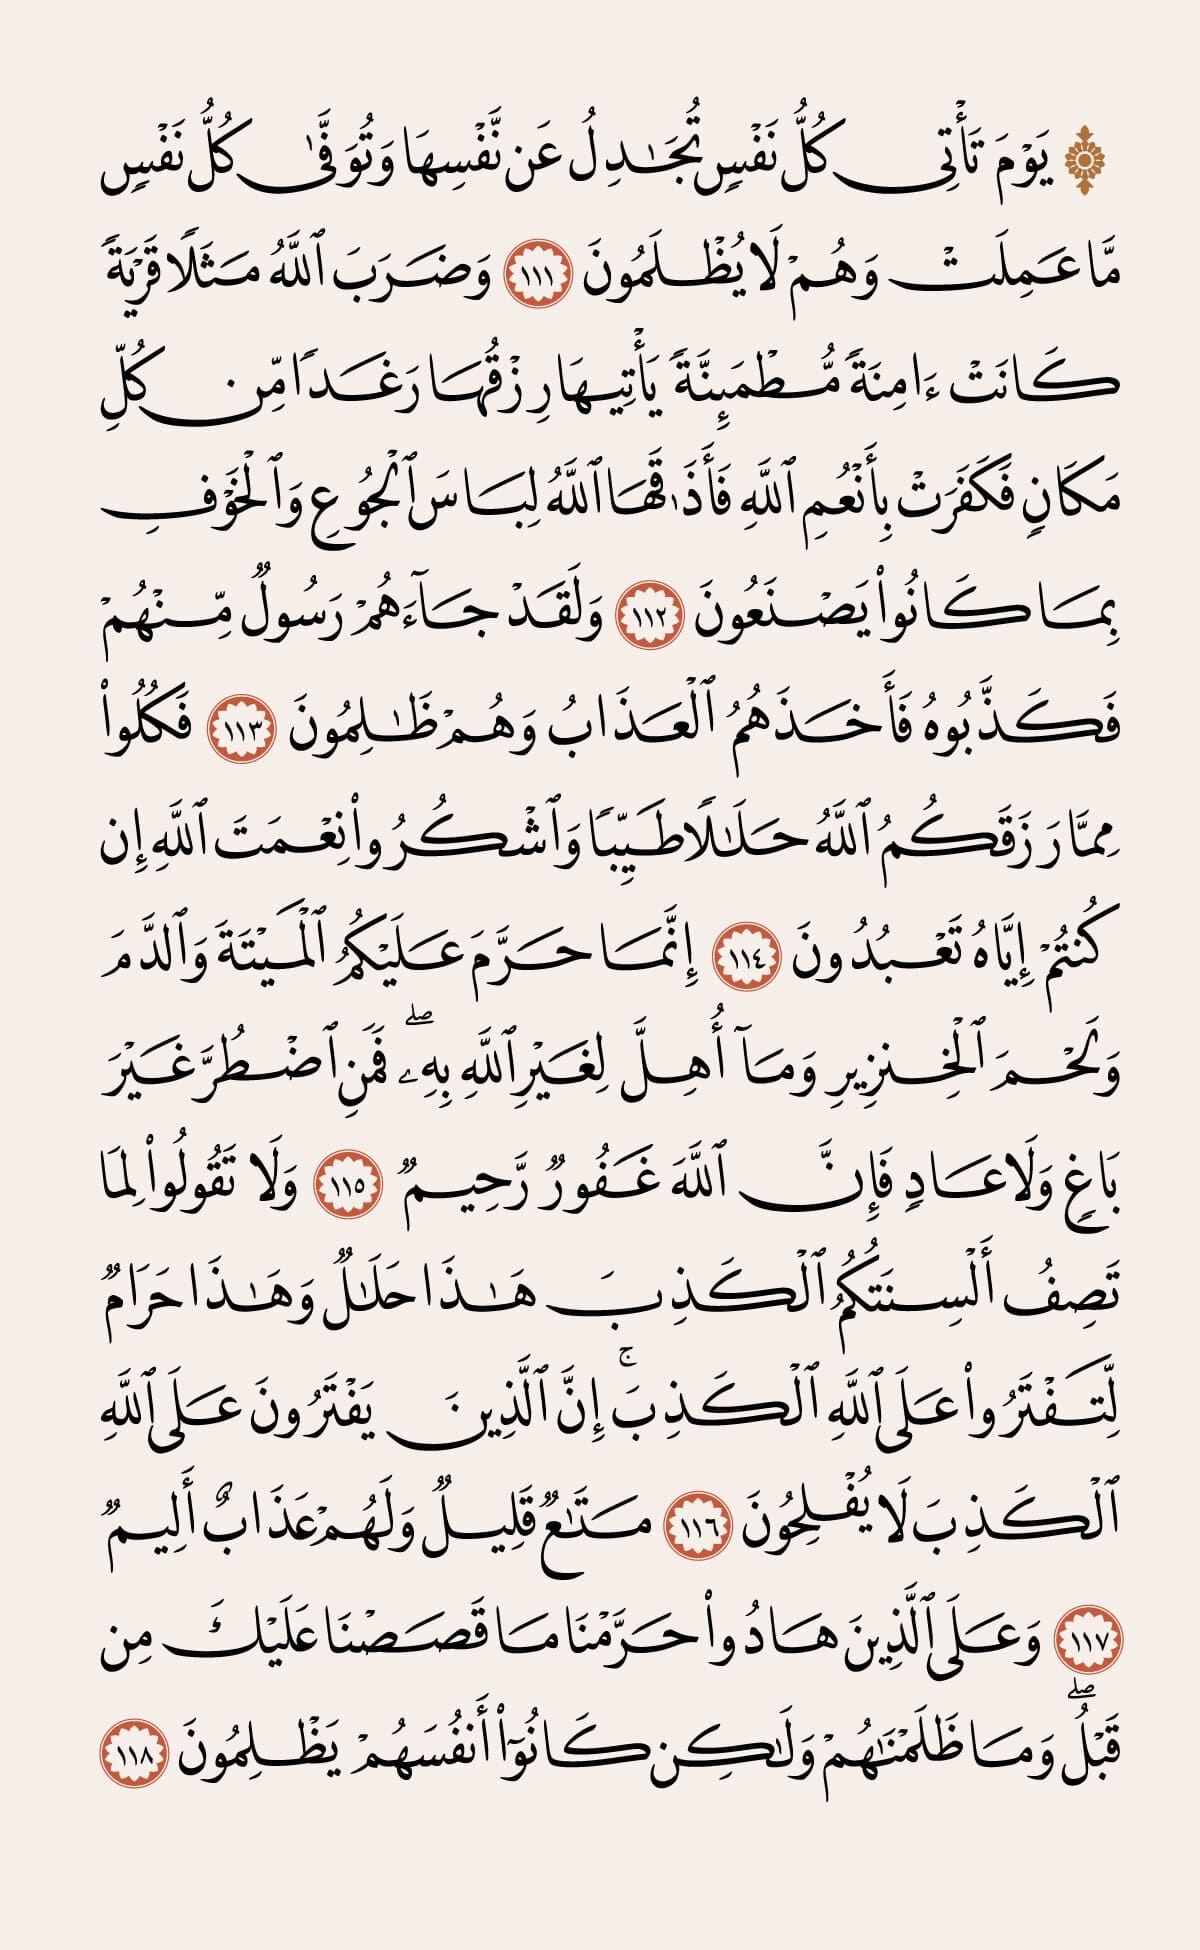 ۞ يَوْمَ تَأْتِي كُلُّ نَفْسٍ تُجَٰدِلُ عَن نَّفْسِهَا وَتُوَفَّىٰ كُلُّ نَفْسٍ
مَّا عَمِلَتْ وَهُمْ لَا يُظْلَمُونَ ١١١ وَضَرَبَ ٱللَّهُ مَثَلًا قَرْيَةً
كَانَتْ ءَامِنَةً مُّطْمَئِنَّةً يَأْتِيهَا رِزْقُهَا رَغَدًا مِّن كُلِّ
مَكَانٍ فَكَفَرَتْ بِأَنْعُمِ ٱللَّهِ فَأَذَٰقَهَا ٱللَّهُ لِبَاسَ ٱلْجُوعِ وَٱلْخَوْفِ
بِمَا كَانُوا۟ يَصْنَعُونَ ١١٢ وَلَقَدْ جَآءَهُمْ رَسُولٌ مِّنْهُمْ
فَكَذَّبُوهُ فَأَخَذَهُمُ ٱلْعَذَابُ وَهُمْ ظَٰلِمُونَ ١١٣ فَكُلُوا۟
مِمَّا رَزَقَكُمُ ٱللَّهُ حَلَٰلًا طَيِّبًا وَٱشْكُرُوا۟ نِعْمَتَ ٱللَّهِ إِن
كُنتُمْ إِيَّاهُ تَعْبُدُونَ ١١٤ إِنَّمَا حَرَّمَ عَلَيْكُمُ ٱلْمَيْتَةَ وَٱلدَّمَ
وَلَحْمَ ٱلْخِنزِيرِ وَمَآ أُهِلَّ لِغَيْرِ ٱللَّهِ بِهِۦ ۖ فَمَنِ ٱضْطُرَّ غَيْرَ
بَاغٍ وَلَا عَادٍ فَإِنَّ ٱللَّهَ غَفُورٌ رَّحِيمٌ ١١٥ وَلَا تَقُولُوا۟ لِمَا
تَصِفُ أَلْسِنَتُكُمُ ٱلْكَذِبَ هَٰذَا حَلَٰلٌ وَهَٰذَا حَرَامٌ
لِّتَفْتَرُوا۟ عَلَى ٱللَّهِ ٱلْكَذِبَ ۚ إِنَّ ٱلَّذِينَ يَفْتَرُونَ عَلَى ٱللَّهِ
ٱلْكَذِبَ لَا يُفْلِحُونَ ١١٦ مَتَٰعٌ قَلِيلٌ وَلَهُمْ عَذَابٌ أَلِيمٌ
١١٧ وَعَلَى ٱلَّذِينَ هَادُوا۟ حَرَّمْنَا مَا قَصَصْنَا عَلَيْكَ مِن
قَبْلُ ۖ وَمَا ظَلَمْنَٰهُمْ وَلَٰكِن كَانُوٓا۟ أَنفُسَهُمْ يَظْلِمُونَ ١١٨